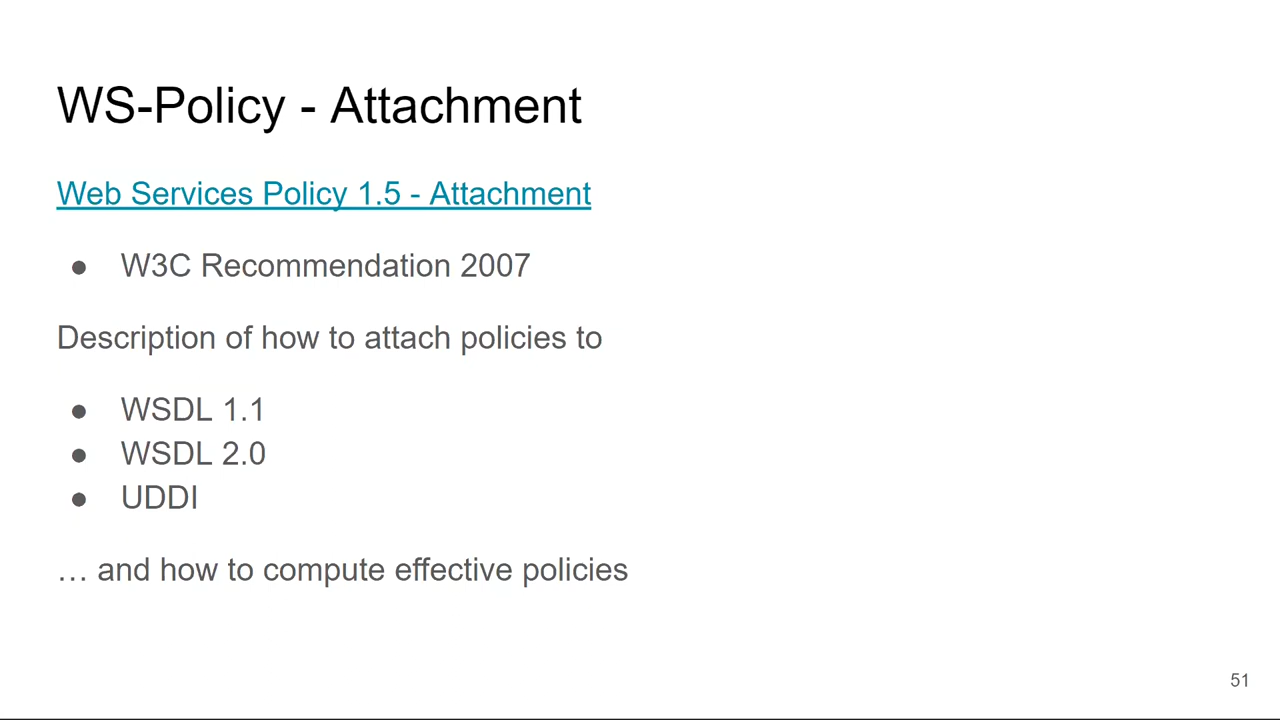 WS-Policy - Attachment
Web Services Policy 1.5 - Attachment
● W3C Recommendation 2007
Description of how to attach policies to
● WSDL 1.1
● WSDL 2.0
● UDDI
… and how to compute effective policies
51